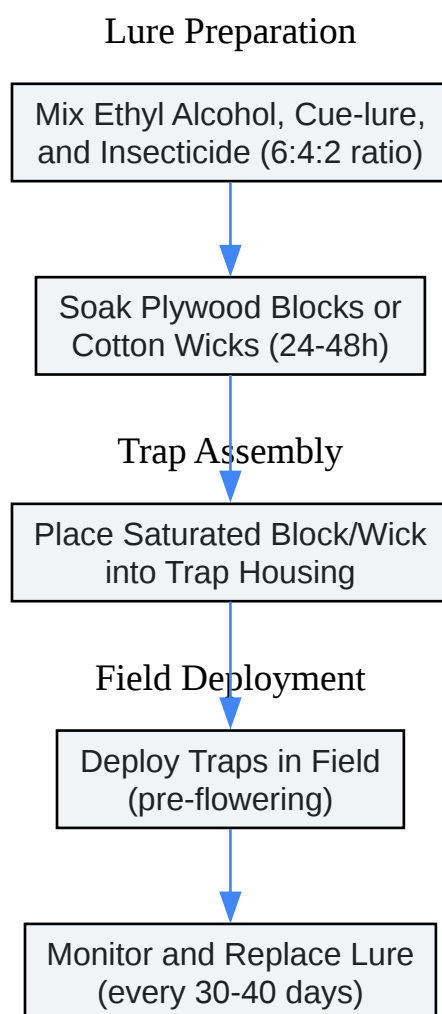 Lure Preparation
Mix Ethyl Alcohol, Cue-lure,
and Insecticide (6:4:2 ratio)
Soak Plywood Blocks or
Cotton Wicks (24-48h)
Trap Assembly
Place Saturated Block/Wick
into Trap Housing
Field Deployment
Deploy Traps in Field
(pre-flowering)
Monitor and Replace Lure
(every 30-40 days)